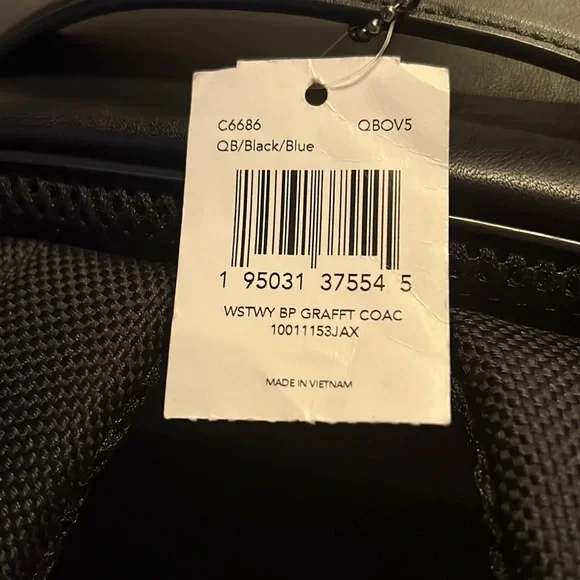 C6686 QBOV5
QB/Black/Blue
1 95031 37554 5
WSTWY BP GRAFFT COAC
10011153JAX
MADE IN VIETNAM